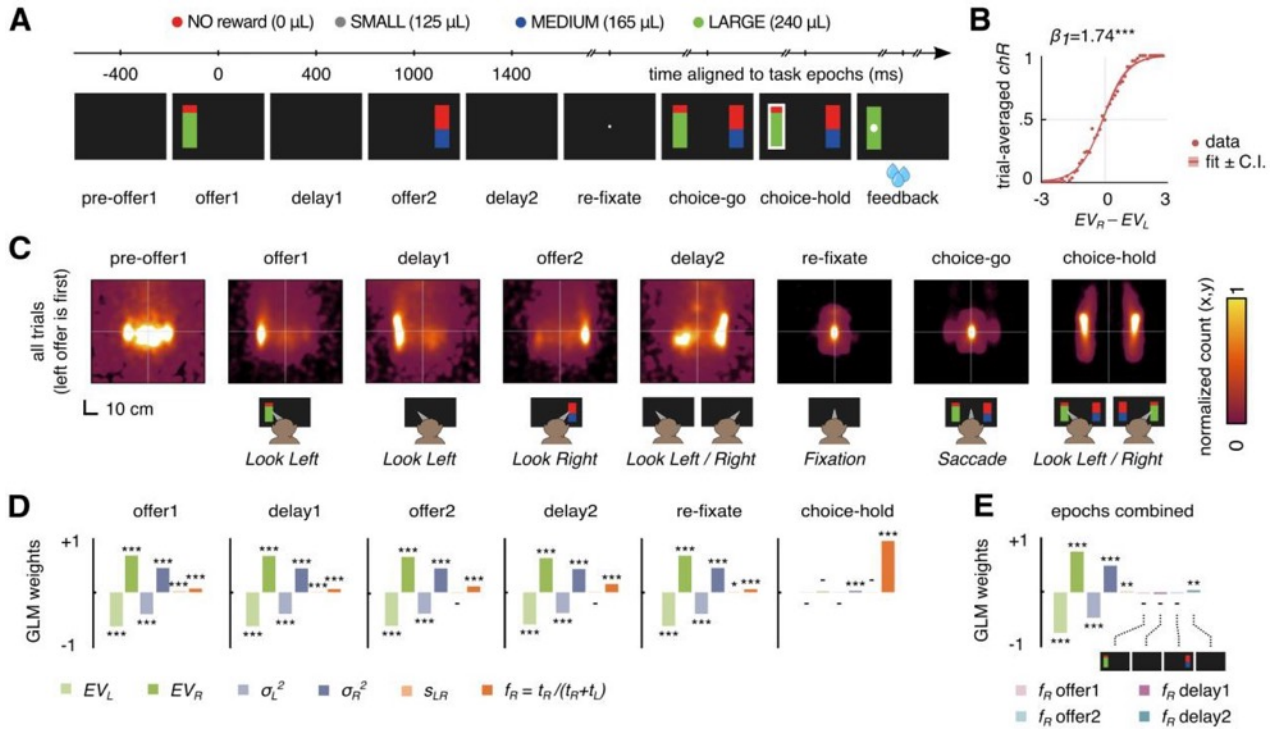 A
NO reward (0 µL) SMALL (125 µL) MEDIUM (165 µL) LARGE (240 µL)
-400 0 400 1000 1400 time aligned to task epochs (ms)
pre-offer1 offer1 delay1 offer2 delay2 re-fixate choice-go choice-hold feedback
B
β1=1.74***
trial-averaged chR
1
.5
0
-3 0 3
EVR − EVL
data
fit ± C.I.
C
all trials
(left offer is first)
pre-offer1 offer1 delay1 offer2 delay2 re-fixate choice-go choice-hold
10 cm
Look Left Look Left Look Right Look Left / Right Fixation Saccade Look Left / Right
normalized count (x,y)
1
0
D
offer1 delay1 offer2 delay2 re-fixate choice-hold
GLM weights
+1
-1
*** *** *** *** *** ***
*** *** *** *** *** ***
*** *** *** *** - ***
*** *** *** *** - ***
*** *** *** *** * ***
- - *** - ***
EVL EVR σL² σR² sLR fR = tR /(tR+tL)
E
epochs combined
GLM weights
+1
-1
*** *** *** *** ** - - - **
fR offer1 fR delay1
fR offer2 fR delay2